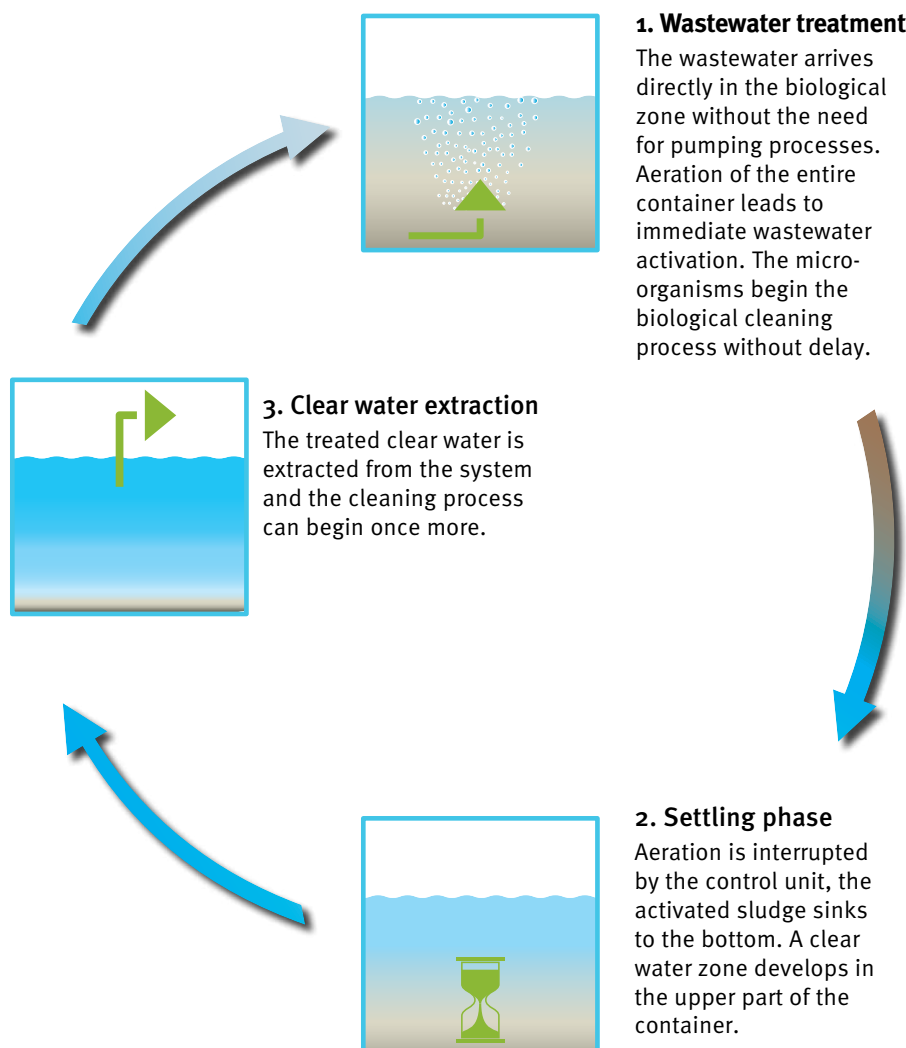 1. Wastewater treatment
The wastewater arrives
directly in the biological
zone without the need
for pumping processes.
Aeration of the entire
container leads to
immediate wastewater
activation. The micro-
organisms begin the
biological cleaning
process without delay.
2. Settling phase
Aeration is interrupted
by the control unit, the
activated sludge sinks
to the bottom. A clear
water zone develops in
the upper part of the
container.
3. Clear water extraction
The treated clear water is
extracted from the system
and the cleaning process
can begin once more.